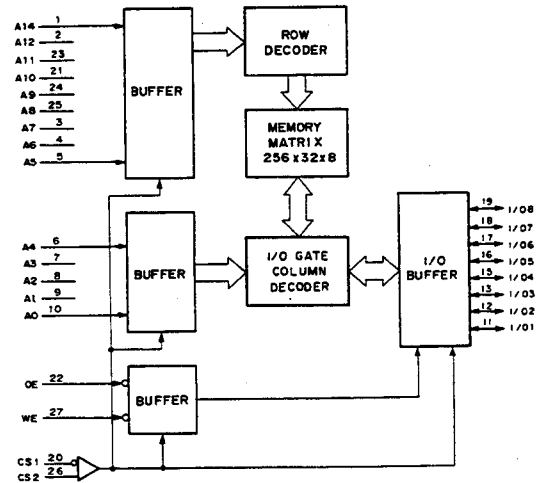 A14 1
A12 2
A11 23
A10 21
A9 24
A8 25
A7 3
A6 4
A5 5
BUFFER
ROW
DECODER
MEMORY
MATRIX
256x32x8
A4 6
A3 7
A2 8
A1 9
A0 10
BUFFER
I/O GATE
COLUMN
DECODER
I/O
BUFFER
19 I/O8
18 I/O7
17 I/O6
16 I/O5
15 I/O4
13 I/O3
12 I/O2
11 I/O1
OE 22
WE 27
BUFFER
CS1 20
CS2 26